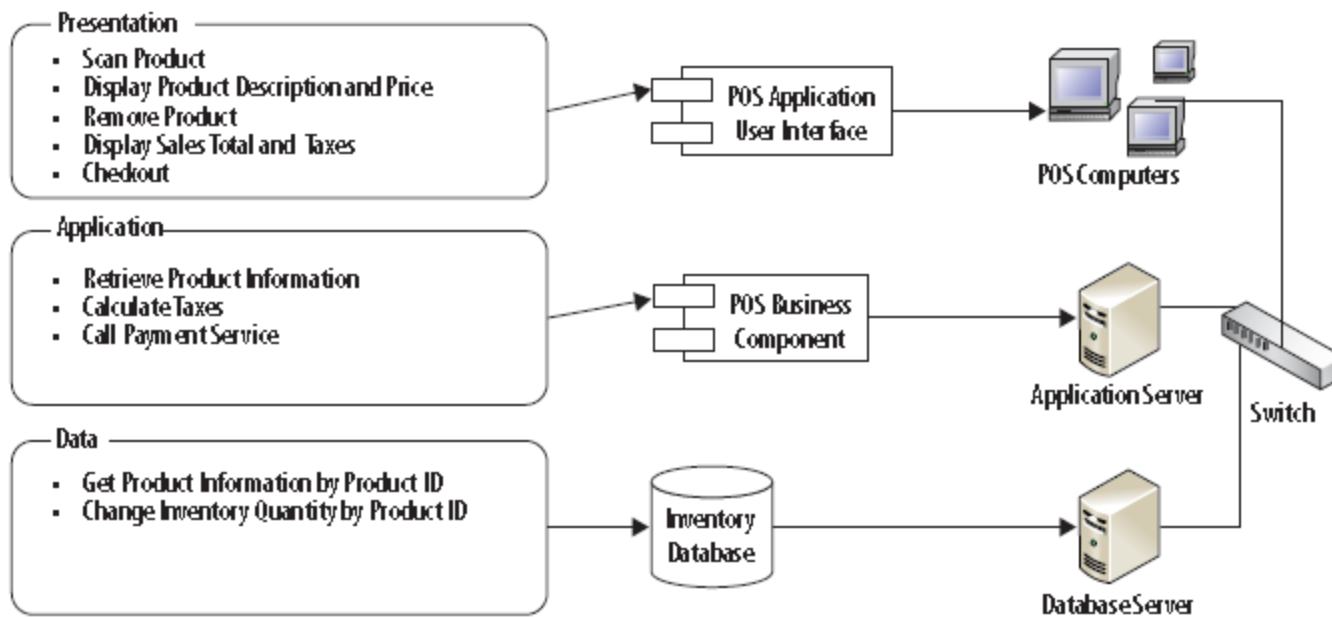 Presentation
▪ Scan Product
▪ Display Product Description and Price
▪ Remove Product
▪ Display Sales Total and Taxes
▪ Checkout
POS Application
User Interface
POS Computers
Application
▪ Retrieve Product Information
▪ Calculate Taxes
▪ Call Payment Service
POS Business
Component
Application Server
Switch
Data
▪ Get Product Information by Product ID
▪ Change Inventory Quantity by Product ID
Inventory
Database
Database Server